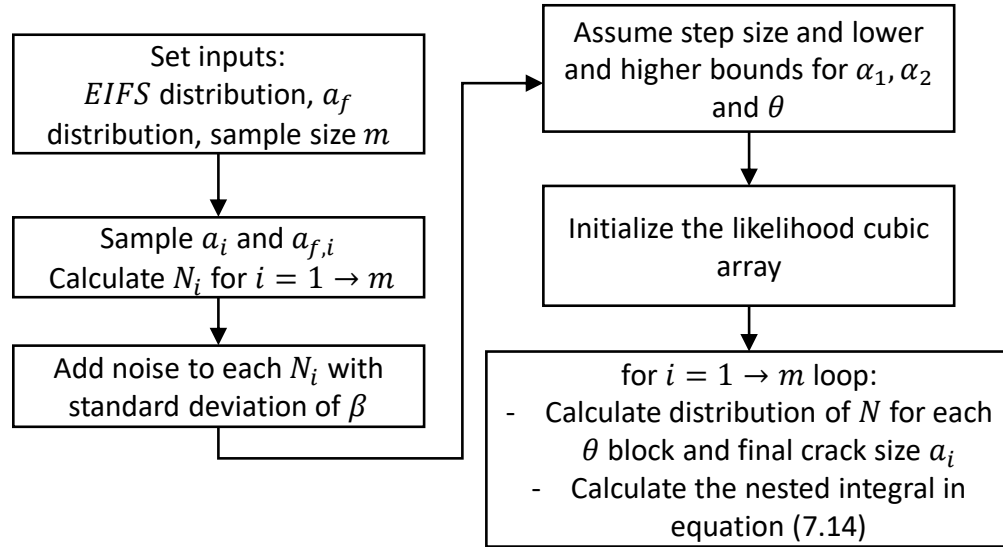 Set inputs:
𝐸𝐼𝐹𝑆 distribution, 𝑎_𝑓
distribution, sample size 𝑚
Sample 𝑎_𝑖 and 𝑎_{𝑓,𝑖}
Calculate 𝑁_𝑖 for 𝑖 = 1 → 𝑚
Add noise to each 𝑁_𝑖 with
standard deviation of 𝛽
Assume step size and lower
and higher bounds for 𝛼_1, 𝛼_2
and 𝜃
Initialize the likelihood cubic
array
for 𝑖 = 1 → 𝑚 loop:
- Calculate distribution of 𝑁 for each
𝜃 block and final crack size 𝑎_𝑖
- Calculate the nested integral in
equation (7.14)